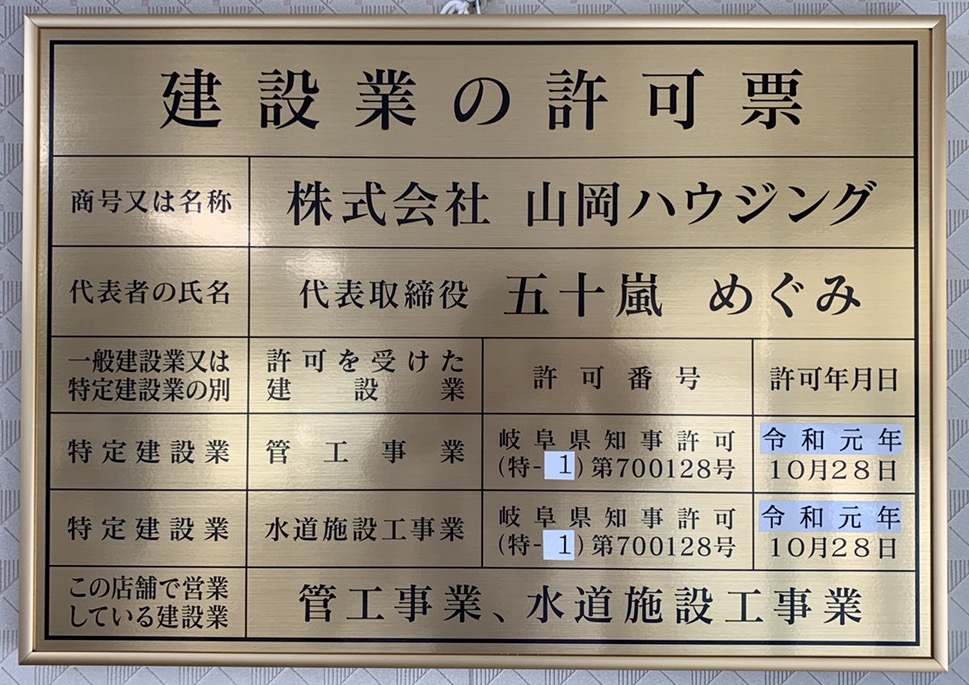 建設業の許可票
商号又は名称 株式会社 山岡ハウジング
代表者の氏名 代表取締役 五十嵐 めぐみ
一般建設業又は
特定建設業の別
許可を受けた
建設業
許可番号
許可年月日
特定建設業
管工事業
岐阜県知事許可
(特-1)第700128号
令和元年
10月28日
特定建設業
水道施設工事業
岐阜県知事許可
(特-1)第700128号
令和元年
10月28日
この店舗で営業
している建設業
管工事業、水道施設工事業